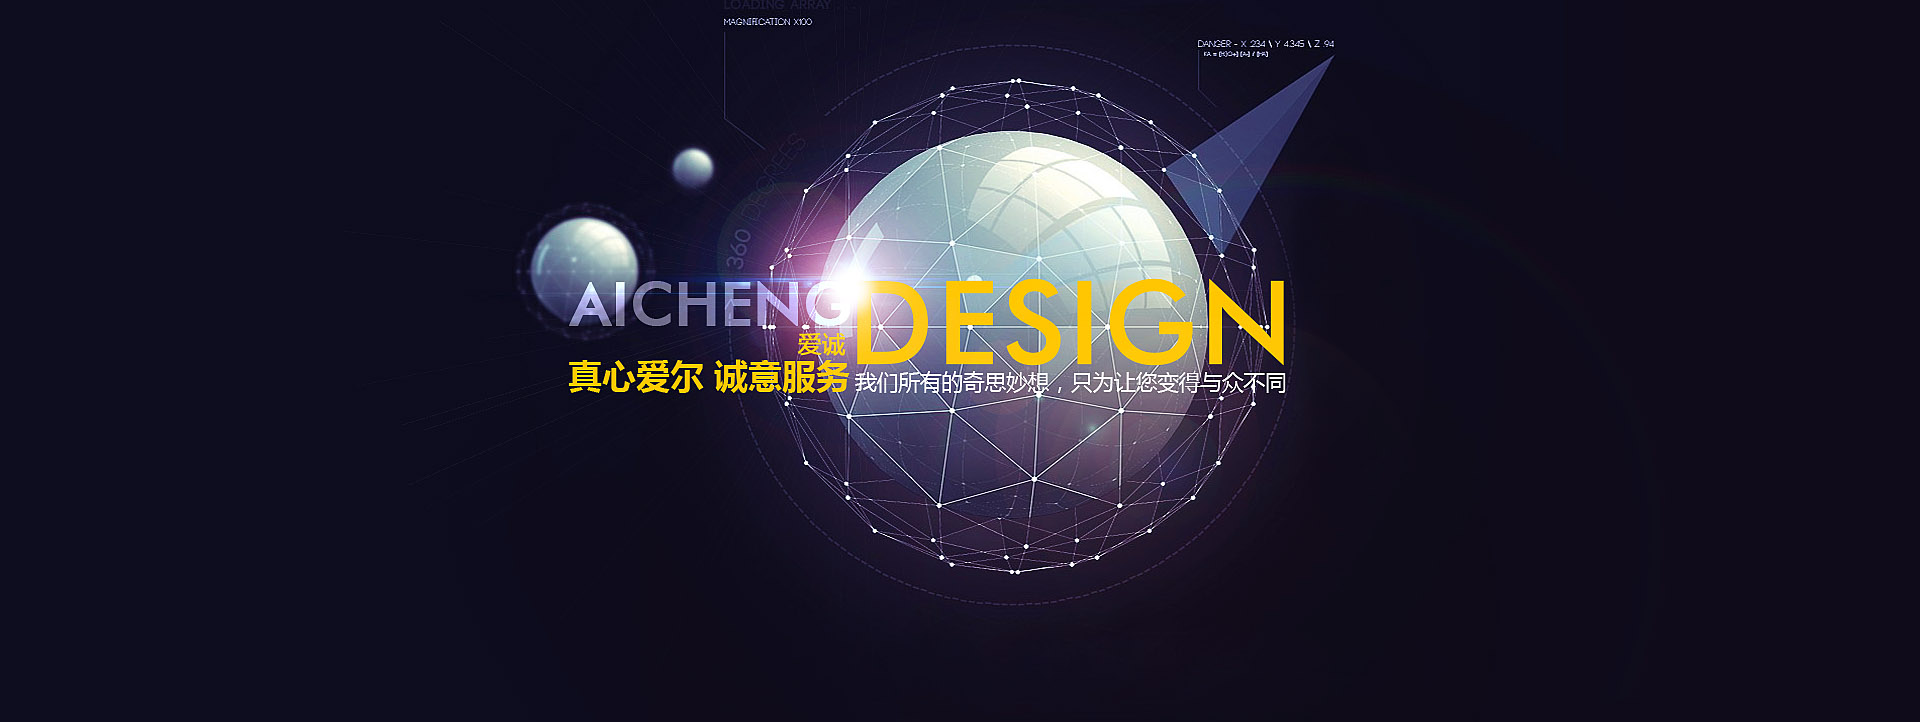 LOADING ARRAY . . .
MAGNIFICATION X100
DANGER - X 234 \ Y 4.345 \ Z .94
360 DEGREES
AICHENG
DESIGN
爱诚
真心爱尔 诚意服务
我们所有的奇思妙想，只为让您变得与众不同